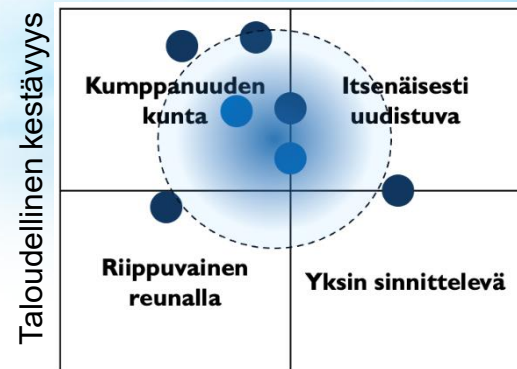 Taloudellinen kestävyys
Kumppanuuden
kunta
Itsenäisesti
uudistuva
Riippuvainen
reunalla
Yksin sinnittelevä